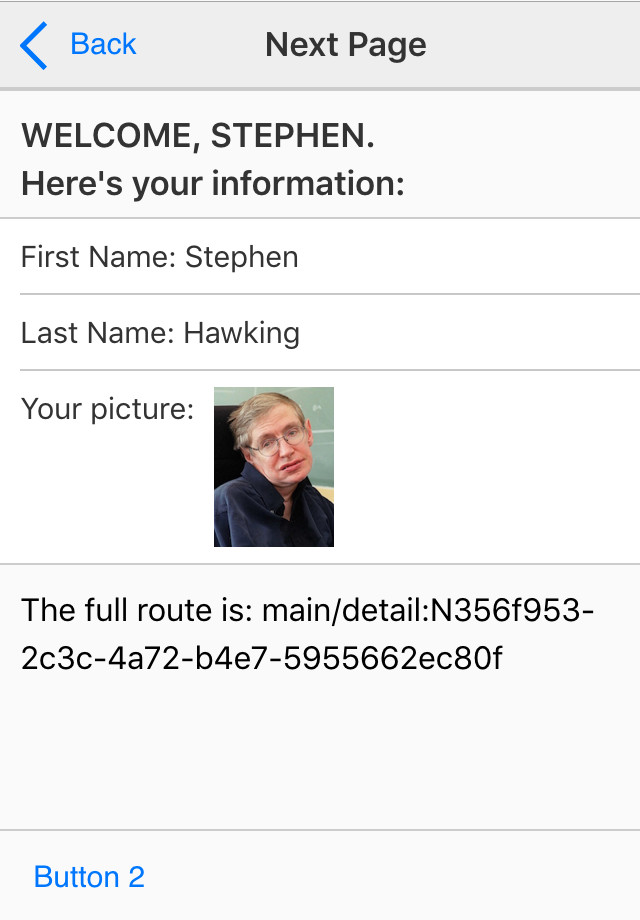 Back
Next Page
WELCOME, STEPHEN.
Here's your information:
First Name: Stephen
Last Name: Hawking
Your picture:
The full route is: main/detail:N356f953-
2c3c-4a72-b4e7-5955662ec80f
Button 2